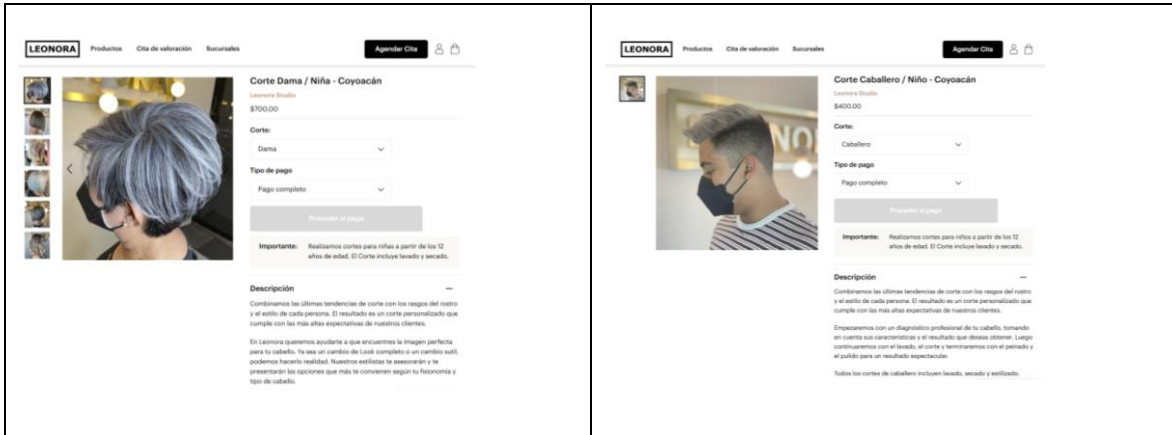 LEONORA Productos Cita de valoración Sucursales Agendar Cita
Corte Dama / Niña - Coyoacán
Leonora Studio
$700.00
Corte:
Dama
Tipo de pago
Pago completo
Proceder al pago
Importante: Realizamos cortes para niñas a partir de los 12
años de edad. El Corte incluye lavado y secado.
Descripción
Combinamos las últimas tendencias de corte con los rasgos del rostro
y el estilo de cada persona. El resultado es un corte personalizado que
cumple con las más altas expectativas de nuestros clientes.
En Leonora queremos ayudarte a que encuentres la imagen perfecta
para tu cabello. Ya sea un cambio de Look completo o un cambio sutil,
podemos hacerlo realidad. Nuestros estilistas te asesorarán y te
presentarán las opciones que más te convienen según tu fisionomía y
tipo de cabello.
LEONORA Productos Cita de valoración Sucursales Agendar Cita
Corte Caballero / Niño - Coyoacán
Leonora Studio
$400.00
Corte:
Caballero
Tipo de pago
Pago completo
Proceder al pago
Importante: Realizamos cortes para niños a partir de los 12
años de edad. El Corte incluye lavado y secado.
Descripción
Combinamos las últimas tendencias de corte con los rasgos del rostro
y el estilo de cada persona. El resultado es un corte personalizado que
cumple con las más altas expectativas de nuestros clientes.
Empezaremos con un diagnóstico profesional de tu cabello, tomando
en cuenta sus características y el resultado que deseas obtener. Luego
continuaremos con el lavado, el corte y terminaremos con el peinado y
el pulido para un resultado espectacular.
Todos los cortes de caballero incluyen lavado, secado y estilizado.